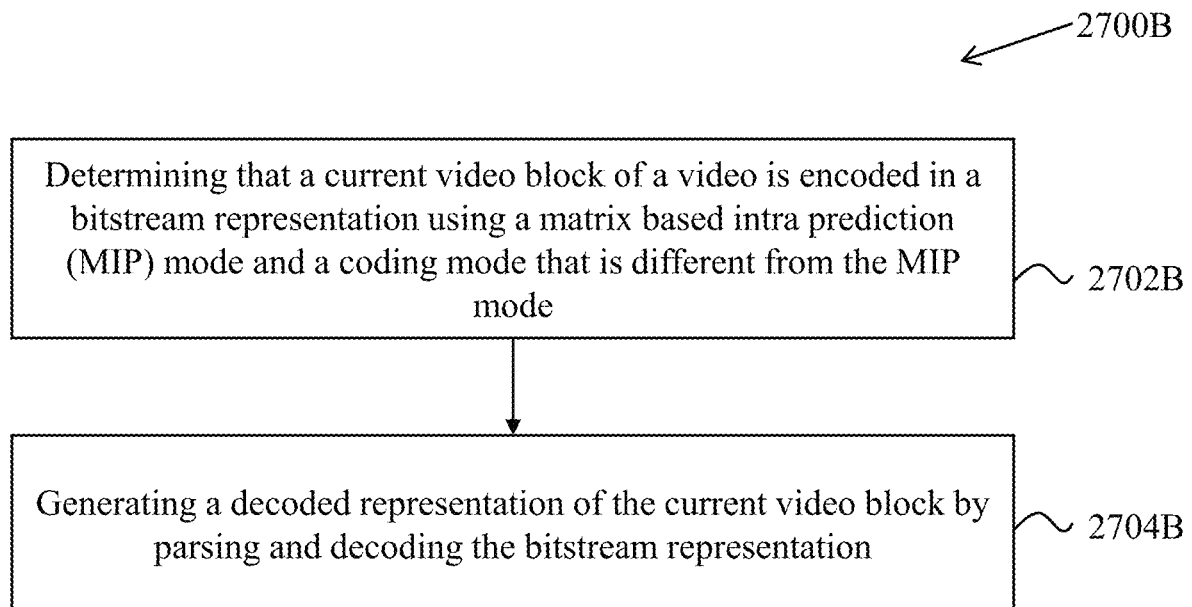 2700B
Determining that a current video block of a video is encoded in a
bitstream representation using a matrix based intra prediction
(MIP) mode and a coding mode that is different from the MIP
mode
2702B
Generating a decoded representation of the current video block by
parsing and decoding the bitstream representation
2704B